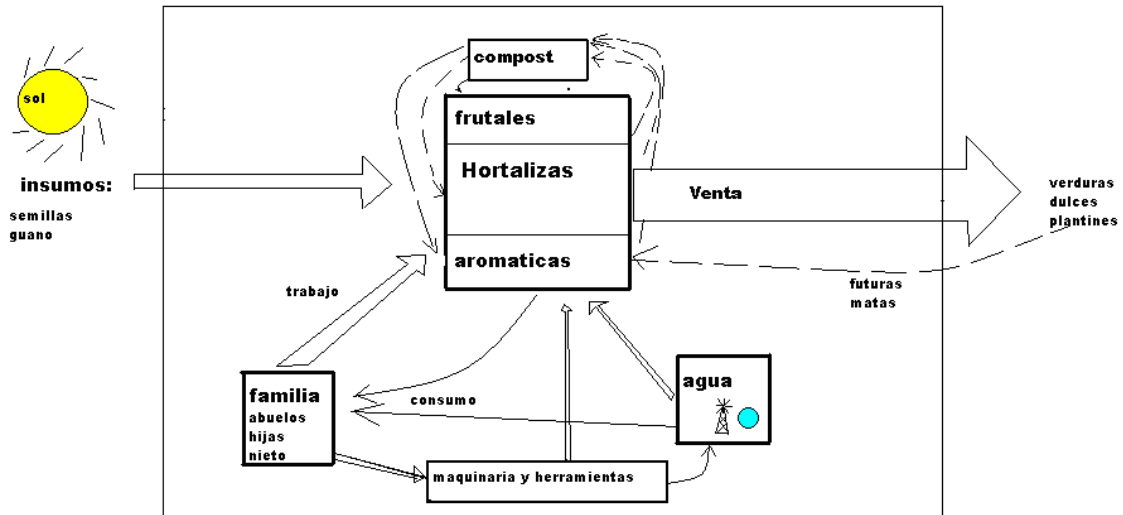 compost
sol
frutales
Hortalizas
aromaticas
insumos:
semillas
guano
Venta
verduras
dulces
plantines
futuras
matas
trabajo
familia
abuelos
hijas
nieto
consumo
agua
maquinaria y herramientas